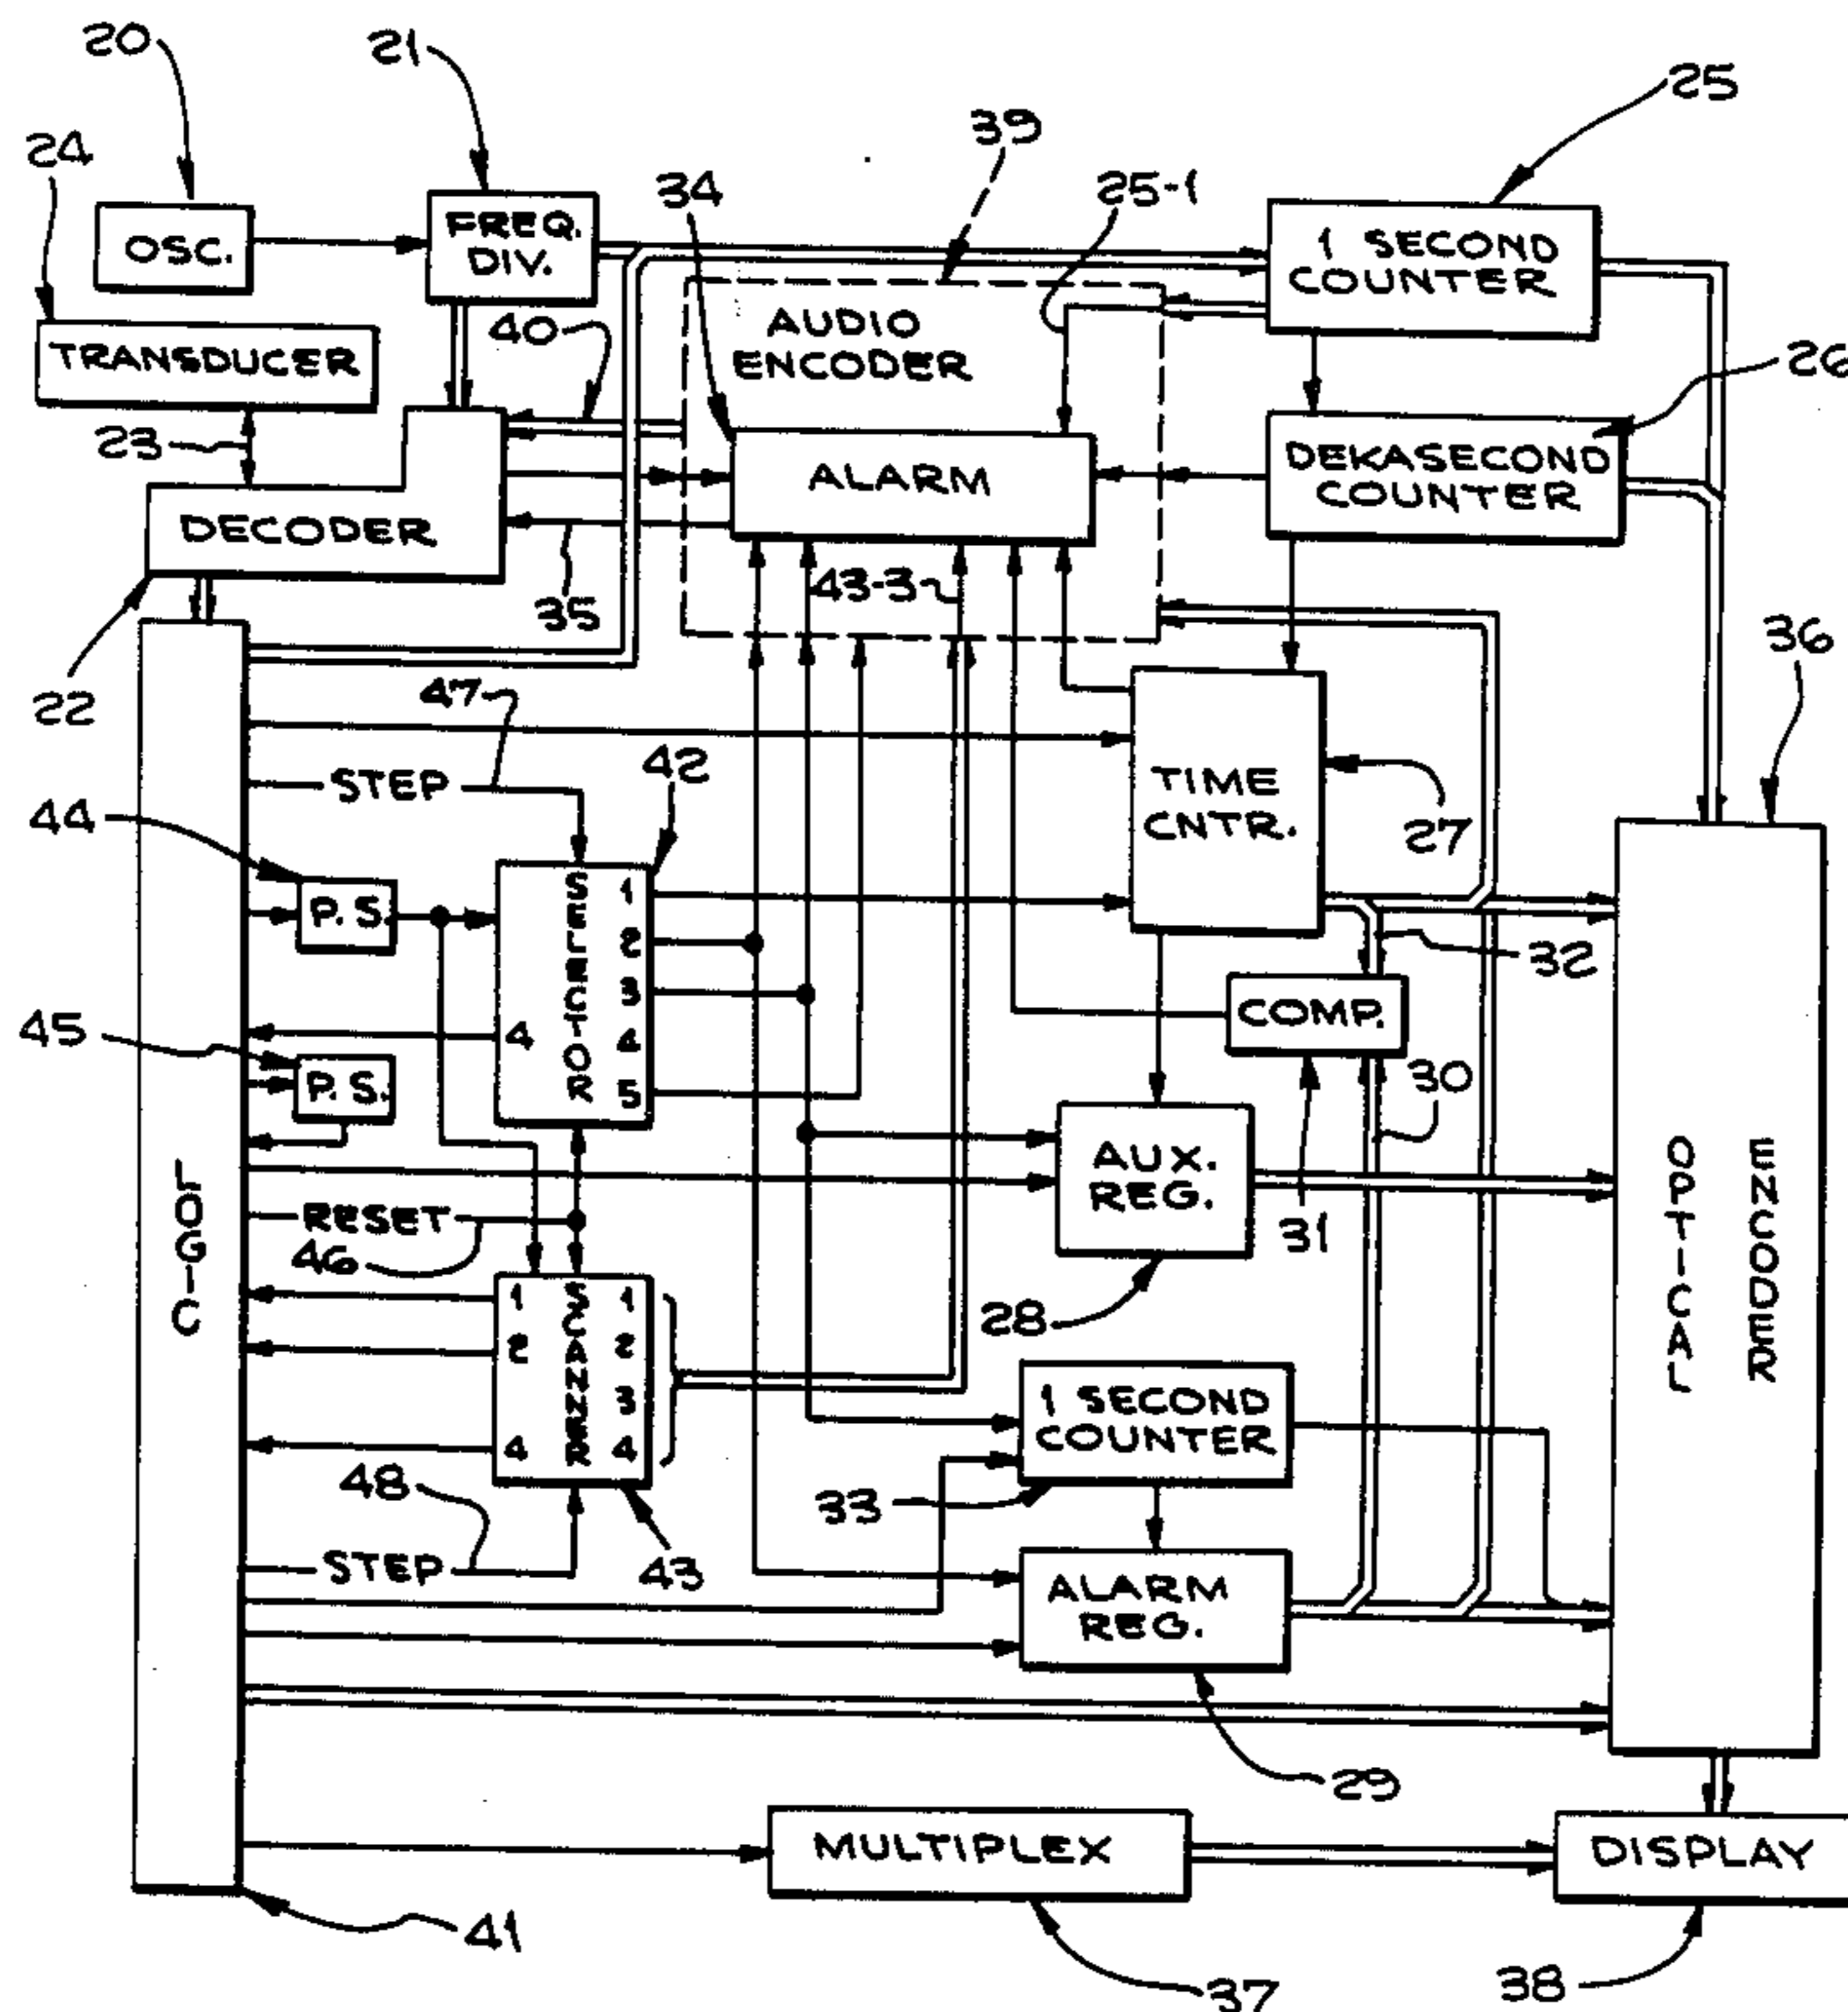 20
21
25
39
24
34
25-1
OSC.
FREQ.
DIV.
1 SECOND
COUNTER
40
AUDIO
ENCODER
TRANSDUCER
26
23
ALARM
DEKASECOND
COUNTER
DECODER
35
43-3
36
22
47
42
STEP
TIME
CNTR.
44
27
P.S.
SELECTOR
1
2
3
4
5
4
32
45
COMP.
P.S.
30
LOGIC
AUX.
REG.
OPTICAL
ENCODER
RESET
46
31
28
SCANNER
1
2
4
1
2
3
4
1 SECOND
COUNTER
48
33
STEP
43
ALARM
REG.
29
MULTIPLEX
DISPLAY
41
37
38